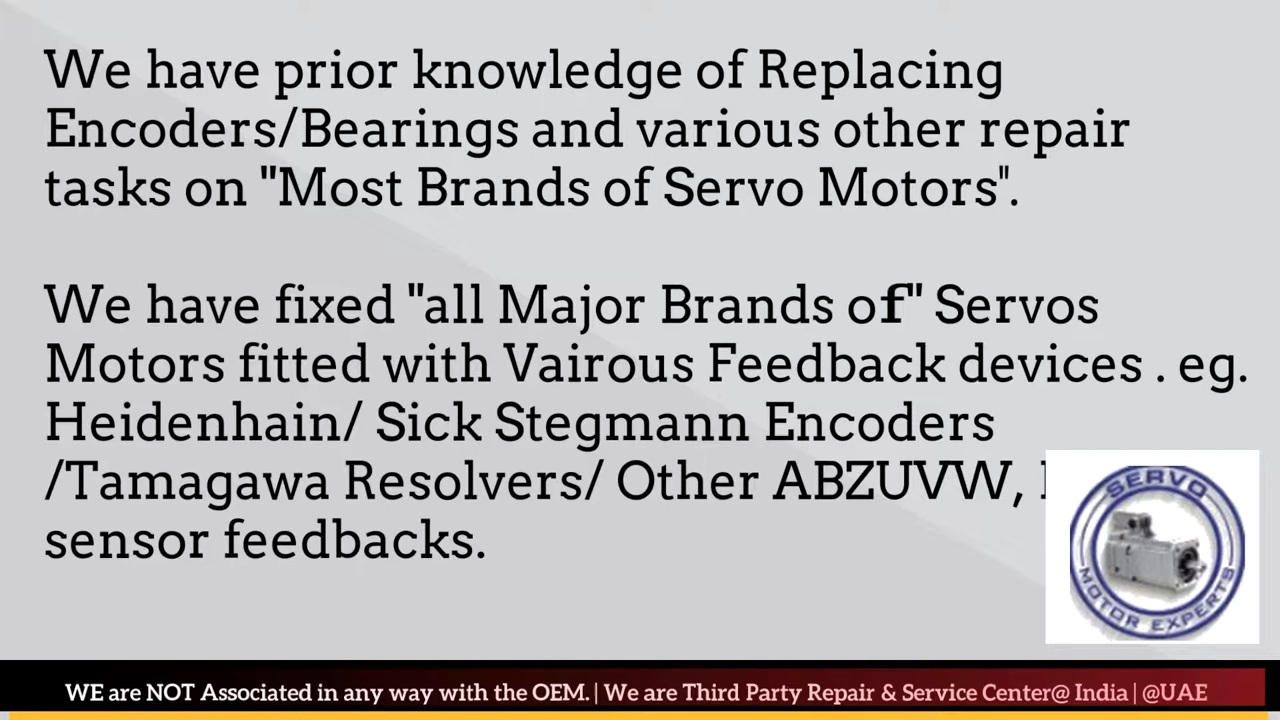 We have prior knowledge of Replacing
Encoders/Bearings and various other repair
tasks on "Most Brands of Servo Motors".
We have fixed "all Major Brands of" Servos
Motors fitted with Vairous Feedback devices . eg.
Heidenhain/ Sick Stegmann Encoders
/Tamagawa Resolvers/ Other ABZUVW,
sensor feedbacks.
SERVO
MOTOR EXPERTS
WE are NOT Associated in any way with the OEM. | We are Third Party Repair & Service Center@ India | @UAE